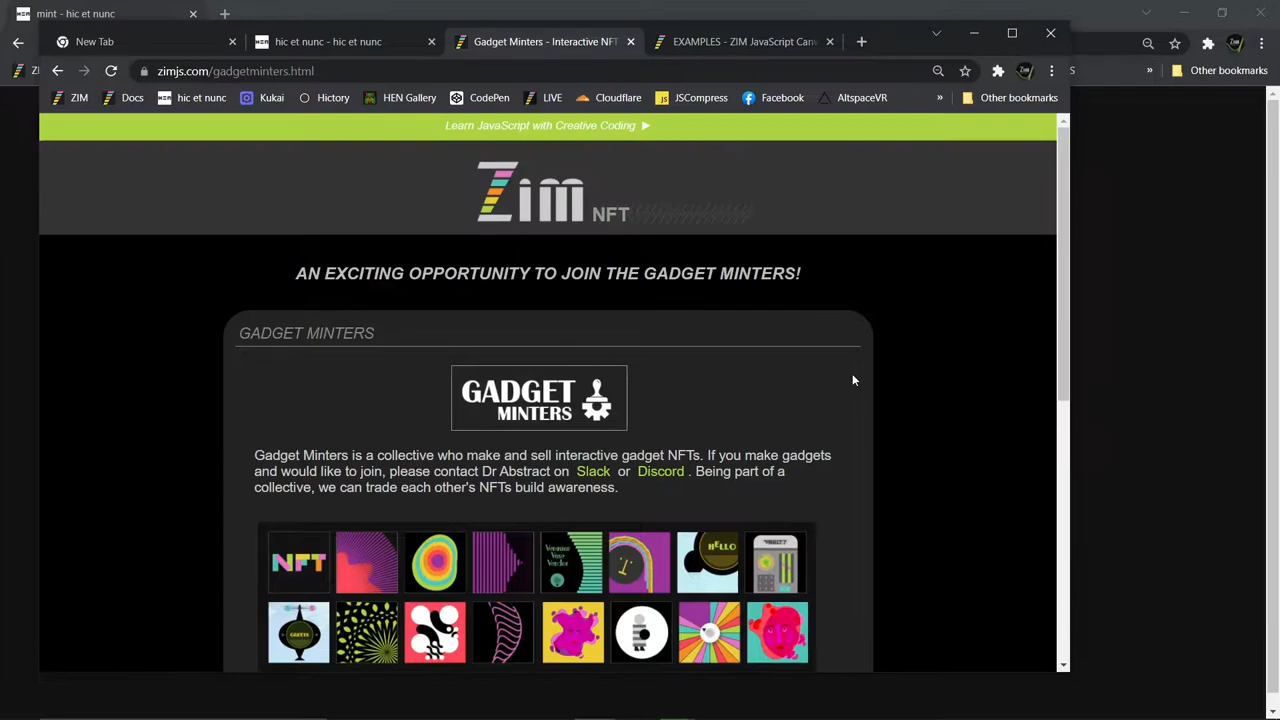 mint - hic et nunc
New Tab
hic et nunc - hic et nunc
Gadget Minters - Interactive NFT
EXAMPLES - ZIM JavaScript Canv
zimjs.com/gadgetminters.html
ZIM
Docs
hic et nunc
Kukai
Hictory
HEN Gallery
CodePen
LIVE
Cloudflare
JSCompress
Facebook
AltspaceVR
»
Other bookmarks
»
Other bookmarks
Learn JavaScript with Creative Coding ▶
Zim NFT
AN EXCITING OPPORTUNITY TO JOIN THE GADGET MINTERS!
GADGET MINTERS
GADGET
MINTERS
Gadget Minters is a collective who make and sell interactive gadget NFTs. If you make gadgets
and would like to join, please contact Dr Abstract on Slack or Discord . Being part of a
collective, we can trade each other's NFTs build awareness.
NFT
HELLO